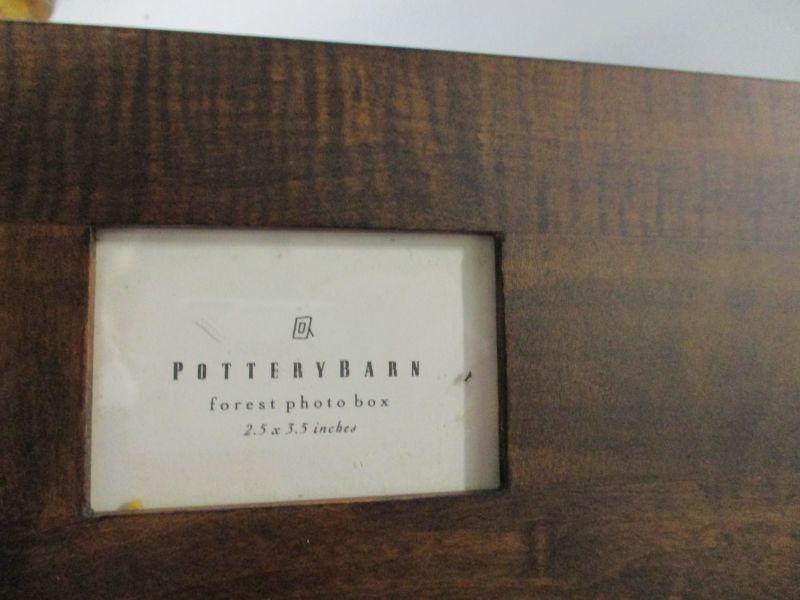 POTTERYBARN
forest photo box
2.5 x 3.5 inches